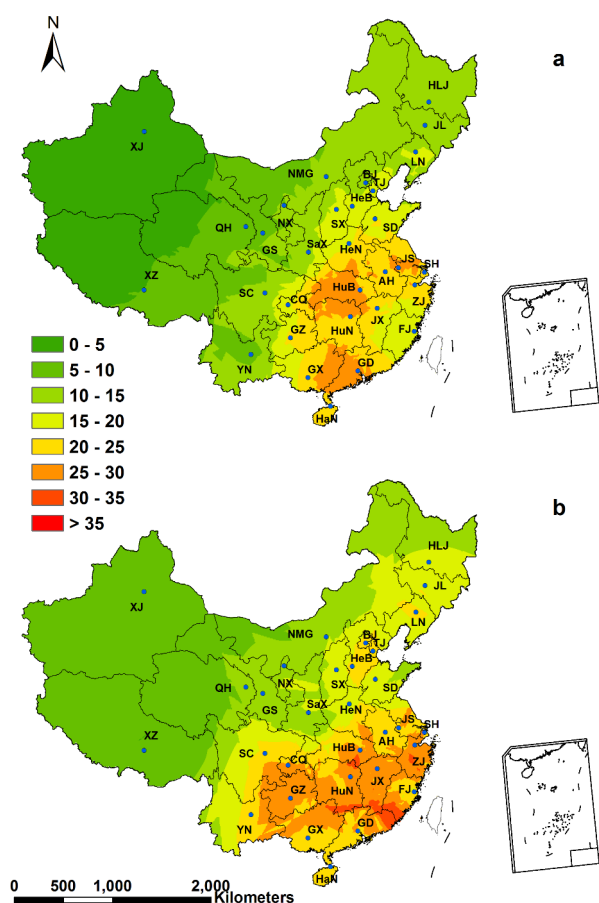 N
a
HLJ
JL
XJ
LN
NMG
BJ
TJ
HeB
NX
SX
QH
SD
GS
SaX
HeN
JS
SH
XZ
AH
SC
HuB
ZJ
CQ
JX
HuN
GZ
FJ
YN
GX
GD
HaN
0 - 5
5 - 10
10 - 15
15 - 20
20 - 25
25 - 30
30 - 35
> 35
b
HLJ
XJ
JL
LN
NMG
BJ
TJ
HeB
NX
SX
QH
SD
GS
SaX
HeN
JS
SH
XZ
AH
SC
HuB
ZJ
CQ
JX
GZ
HuN
FJ
YN
GD
GX
HaN
0 500 1,000 2,000
Kilometers